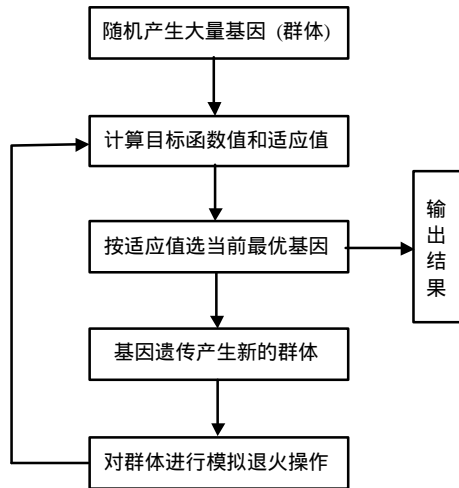 随机产生大量基因 (群体)
计算目标函数值和适应值
按适应值选当前最优基因
输
出
结
果
基因遗传产生新的群体
对群体进行模拟退火操作